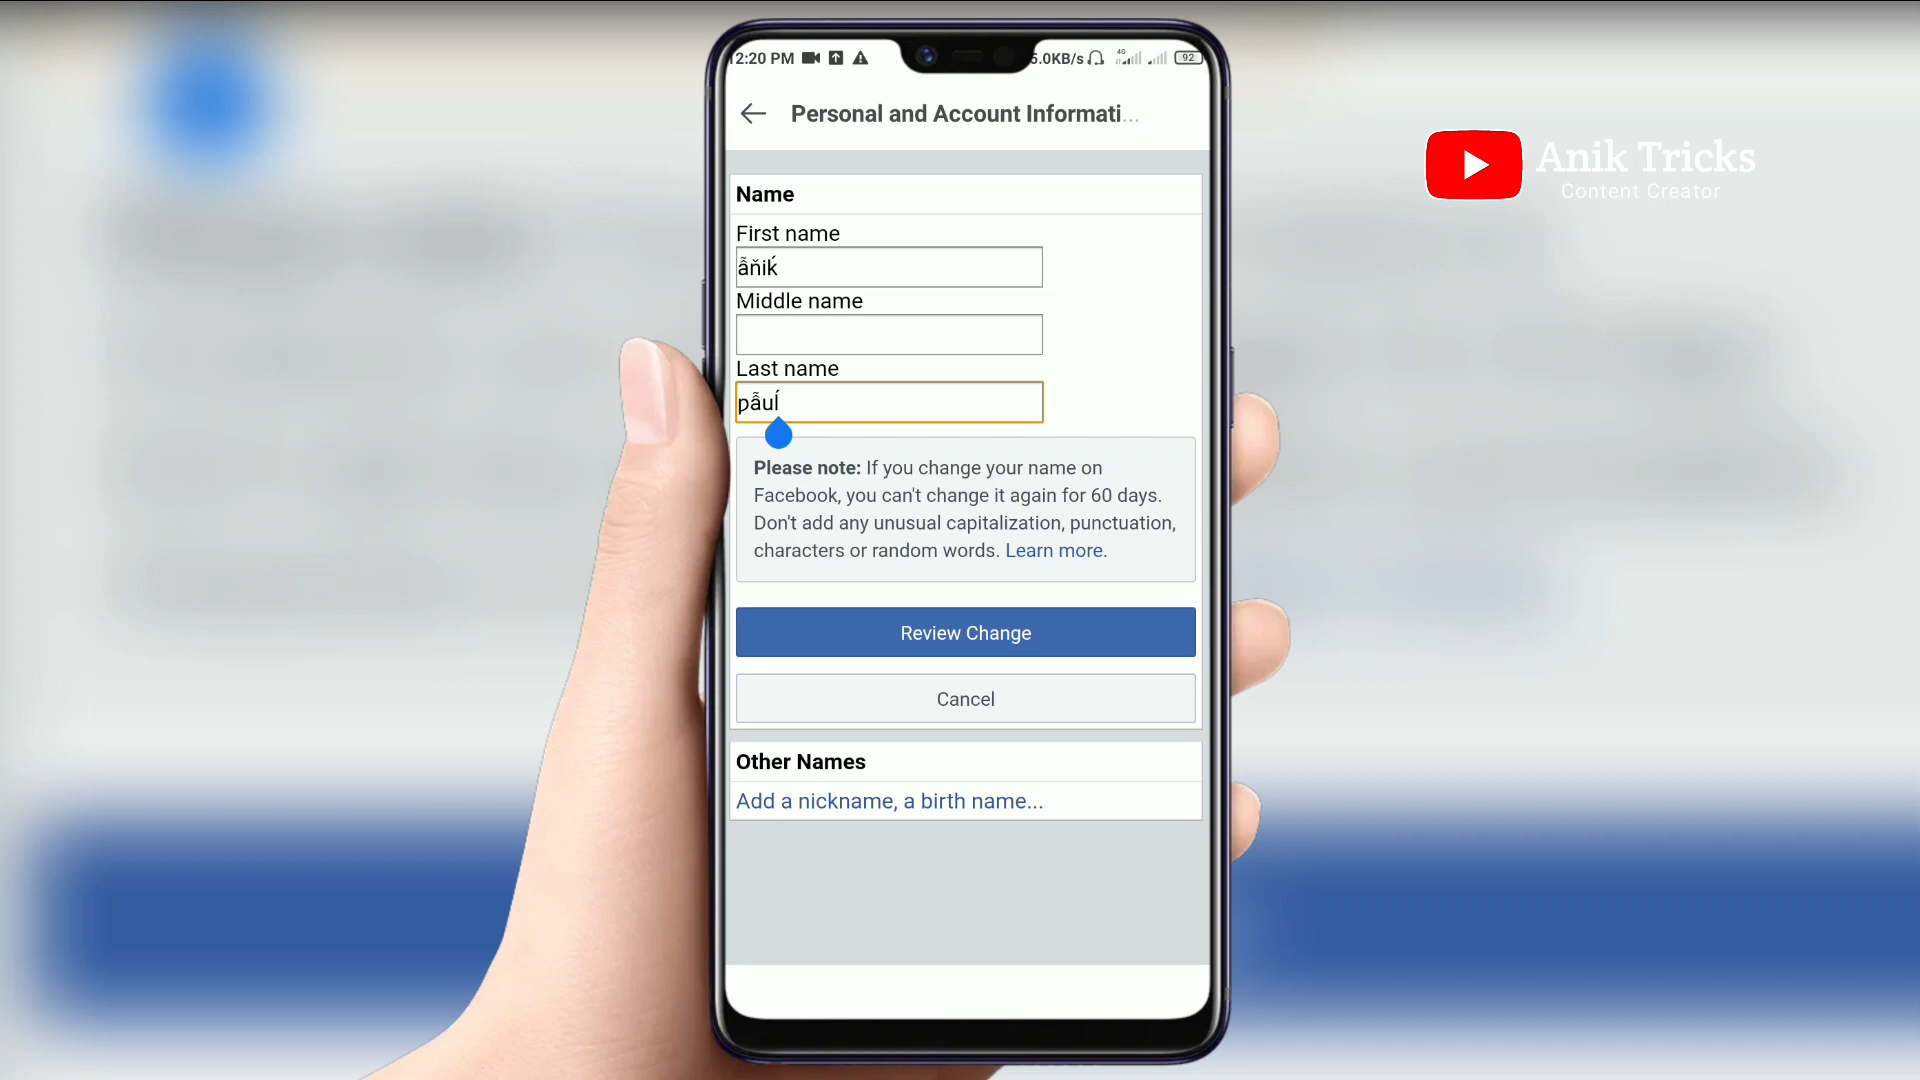 12:20 PM
5.0KB/s
4G
92
Personal and Account Informati...
Anik Tricks
Content Creator
Name
First name
ẫňiḱ
Middle name
Last name
pẫuĺ
Please note: If you change your name on
Facebook, you can't change it again for 60 days.
Don't add any unusual capitalization, punctuation,
characters or random words. Learn more.
Review Change
Cancel
Other Names
Add a nickname, a birth name...